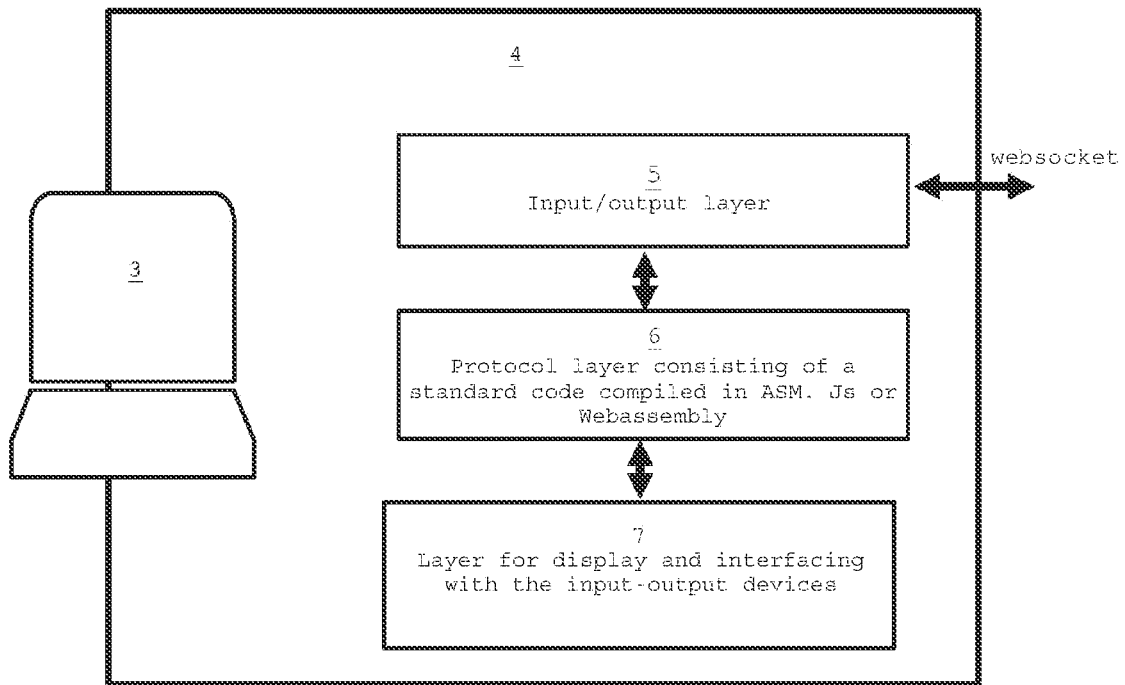 4
websocket
5
Input/output layer
3
6
Protocol layer consisting of a
standard code compiled in ASM. Js or
Webassembly
7
Layer for display and interfacing
with the input-output devices